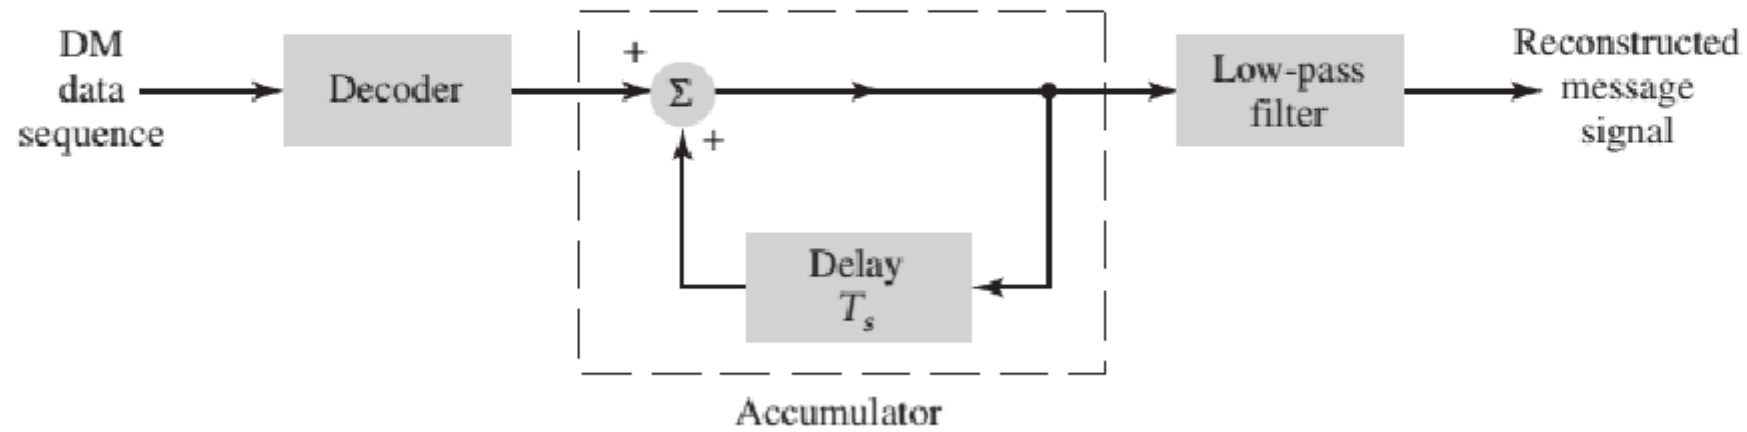 DM
data
sequence
Decoder
+
Σ
+
Delay
T_s
Accumulator
Low-pass
filter
Reconstructed
message
signal